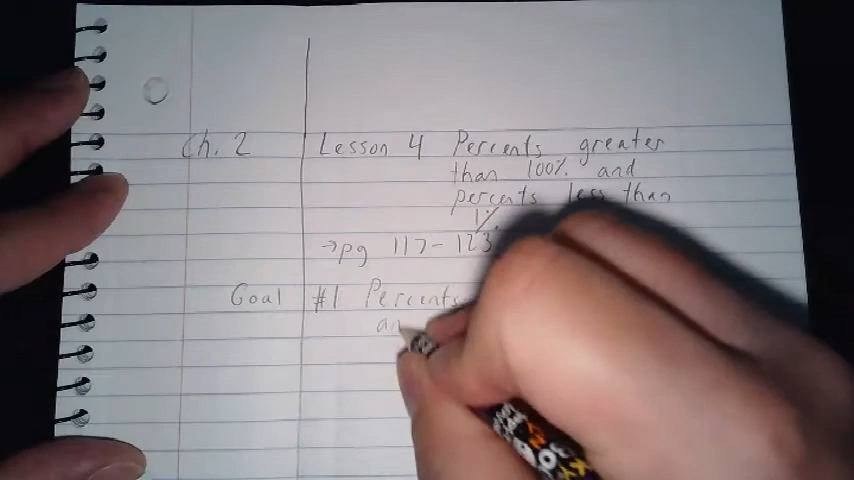 Ch. 2 Lesson 4 Percents greater
than 100% and
percents less than
1%
→pg 117-123
Goal #1 Percents
an